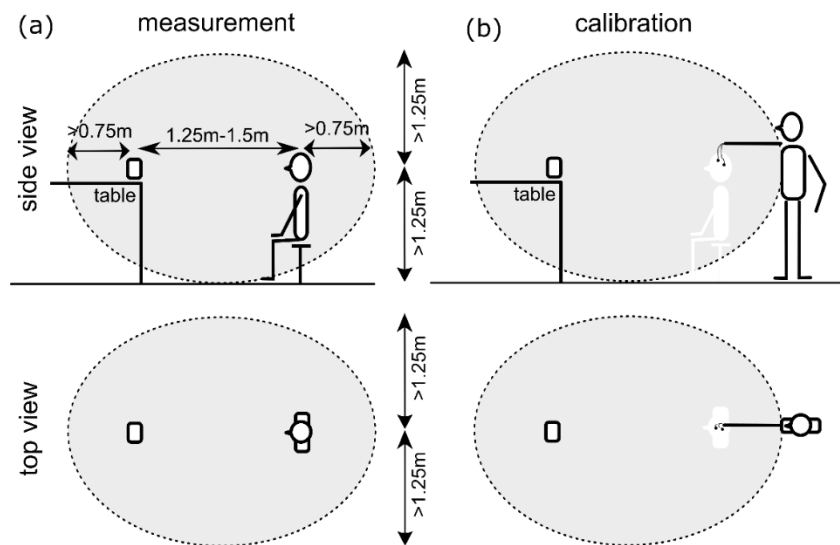 (a)
measurement
(b)
calibration
side view
>0.75m
1.25m-1.5m
>0.75m
table
>1.25m
>1.25m
table
top view
>1.25m
>1.25m